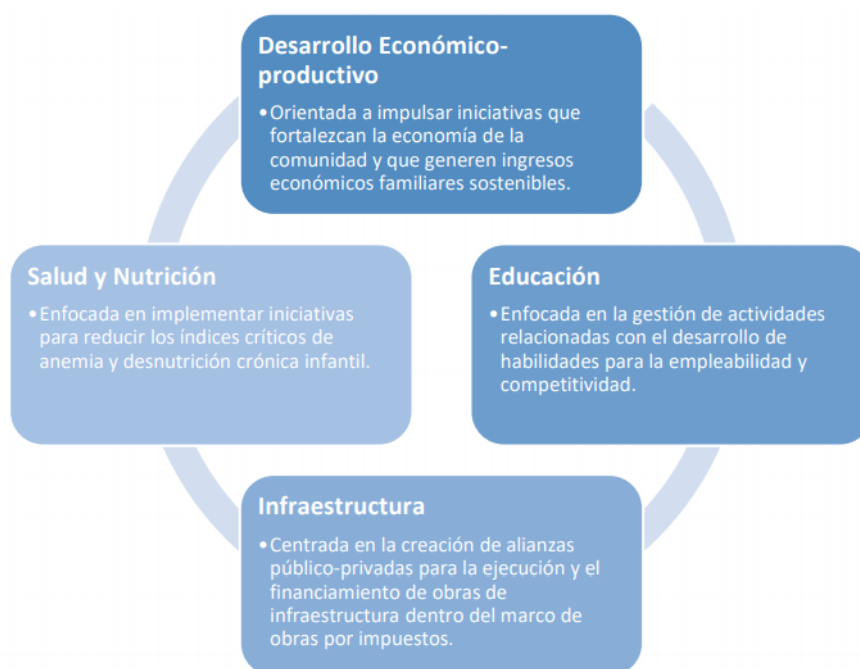 Desarrollo Económico-
productivo
•Orientada a impulsar iniciativas que
fortalezcan la economía de la
comunidad y que generen ingresos
económicos familiares sostenibles.
Salud y Nutrición
•Enfocada en implementar iniciativas
para reducir los índices críticos de
anemia y desnutrición crónica infantil.
Educación
•Enfocada en la gestión de actividades
relacionadas con el desarrollo de
habilidades para la empleabilidad y
competitividad.
Infraestructura
•Centrada en la creación de alianzas
público-privadas para la ejecución y el
financiamiento de obras de
infraestructura dentro del marco de
obras por impuestos.